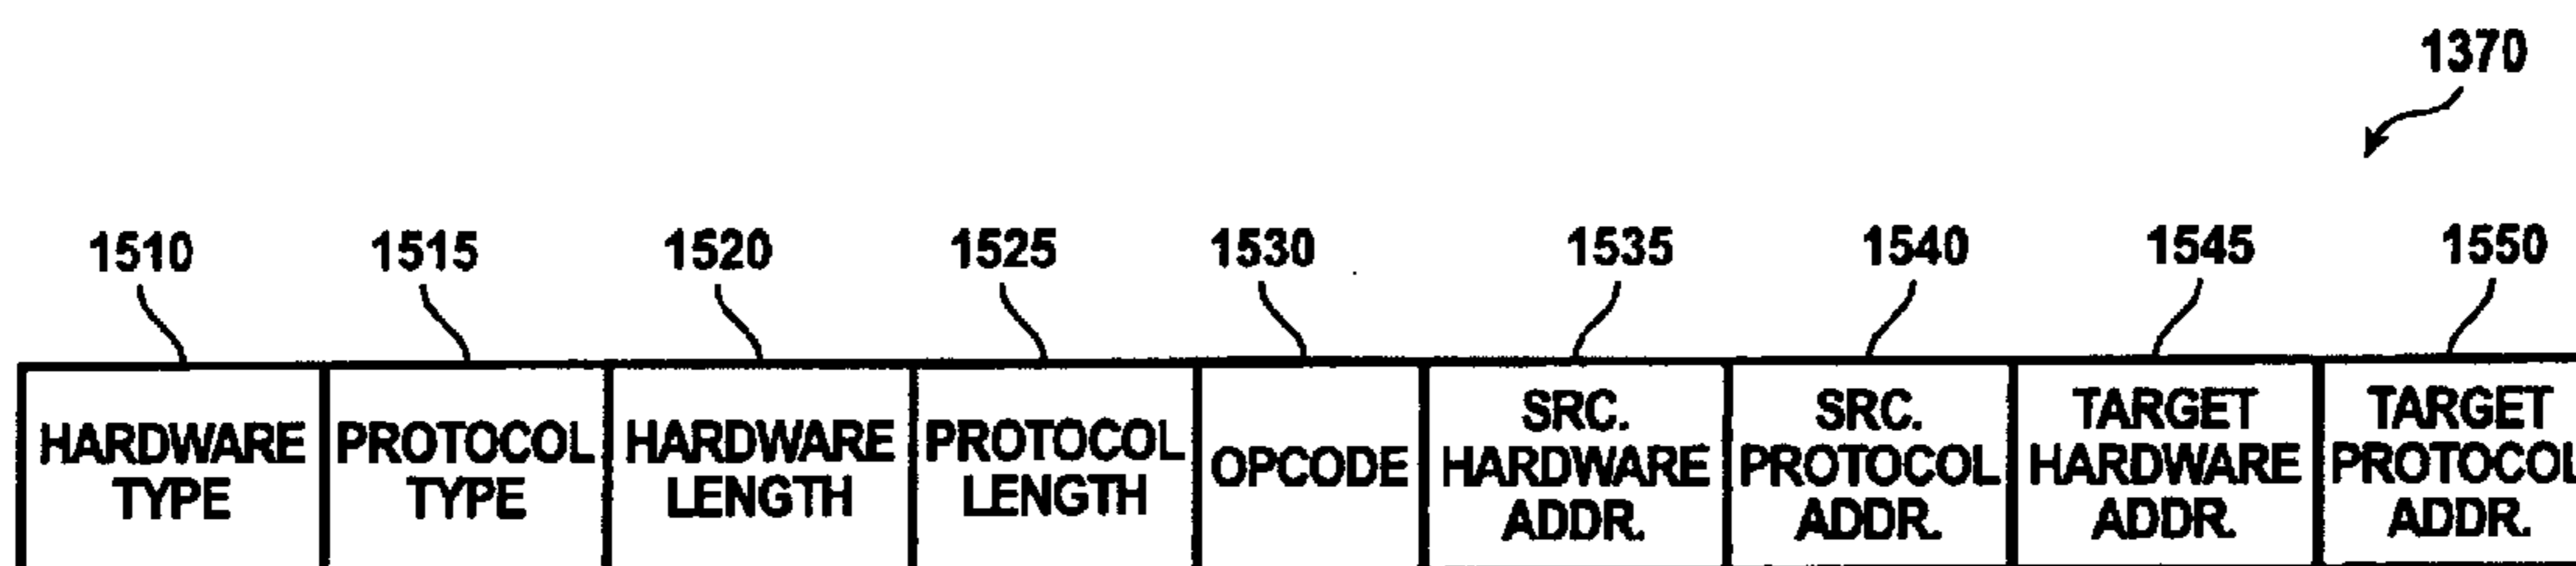 1370
1510 1515 1520 1525 1530 1535 1540 1545 1550
HARDWARE
TYPE
PROTOCOL
TYPE
HARDWARE
LENGTH
PROTOCOL
LENGTH
OPCODE
SRC.
HARDWARE
ADDR.
SRC.
PROTOCOL
ADDR.
TARGET
HARDWARE
ADDR.
TARGET
PROTOCOL
ADDR.